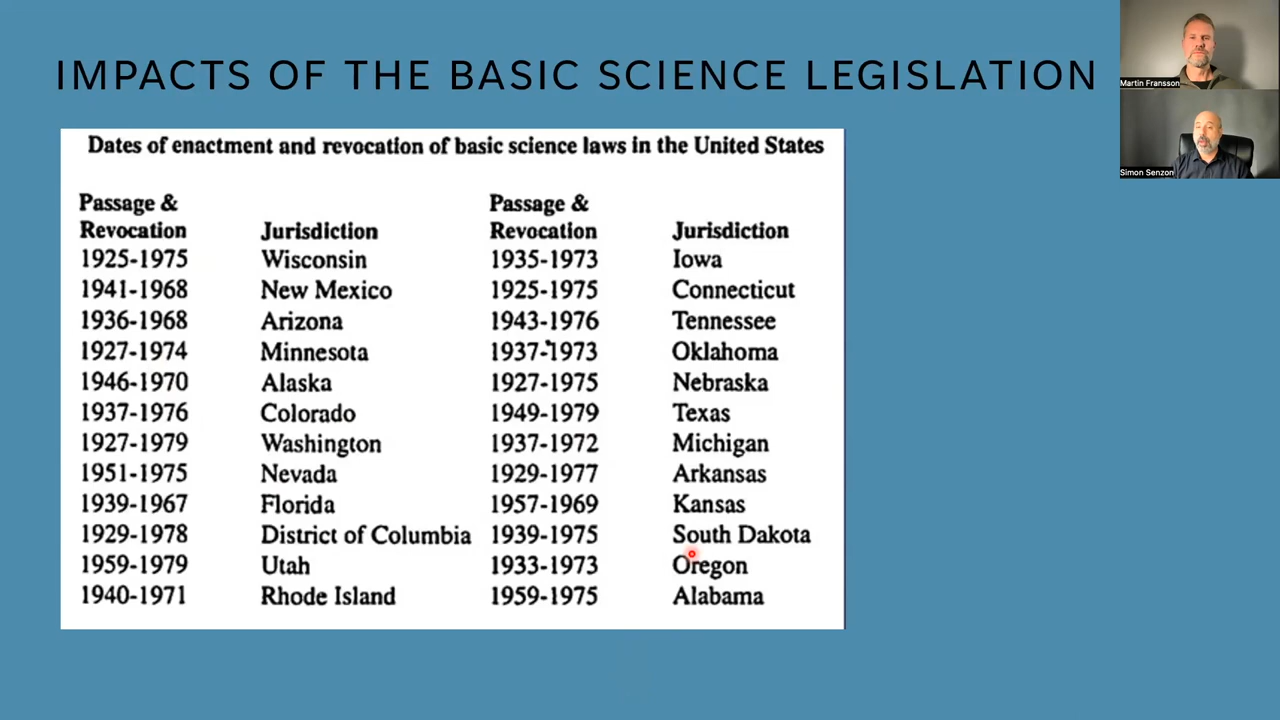 IMPACTS OF THE BASIC SCIENCE LEGISLATION
Martin Fransson
Simon Senzon
Dates of enactment and revocation of basic science laws in the United States
Passage & Passage &
Revocation Jurisdiction Revocation Jurisdiction
1925-1975 Wisconsin 1935-1973 Iowa
1941-1968 New Mexico 1925-1975 Connecticut
1936-1968 Arizona 1943-1976 Tennessee
1927-1974 Minnesota 1937-1973 Oklahoma
1946-1970 Alaska 1927-1975 Nebraska
1937-1976 Colorado 1949-1979 Texas
1927-1979 Washington 1937-1972 Michigan
1951-1975 Nevada 1929-1977 Arkansas
1939-1967 Florida 1957-1969 Kansas
1929-1978 District of Columbia 1939-1975 South Dakota
1959-1979 Utah 1933-1973 Oregon
1940-1971 Rhode Island 1959-1975 Alabama